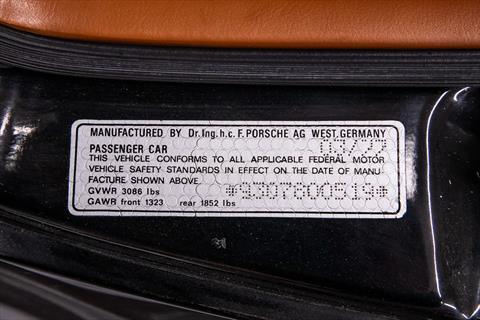 MANUFACTURED BY Dr.Ing.h.c.F.PORSCHE AG WEST.GERMANY
PASSENGER CAR 03/77
THIS VEHICLE CONFORMS TO ALL APPLICABLE FEDERAL MOTOR
VEHICLE SAFETY STANDARDS IN EFFECT ON THE DATE OF MANU
FACTURE SHOWN ABOVE
GVWR 3086 lbs *9307800519*
GAWR front 1323 rear 1852 lbs